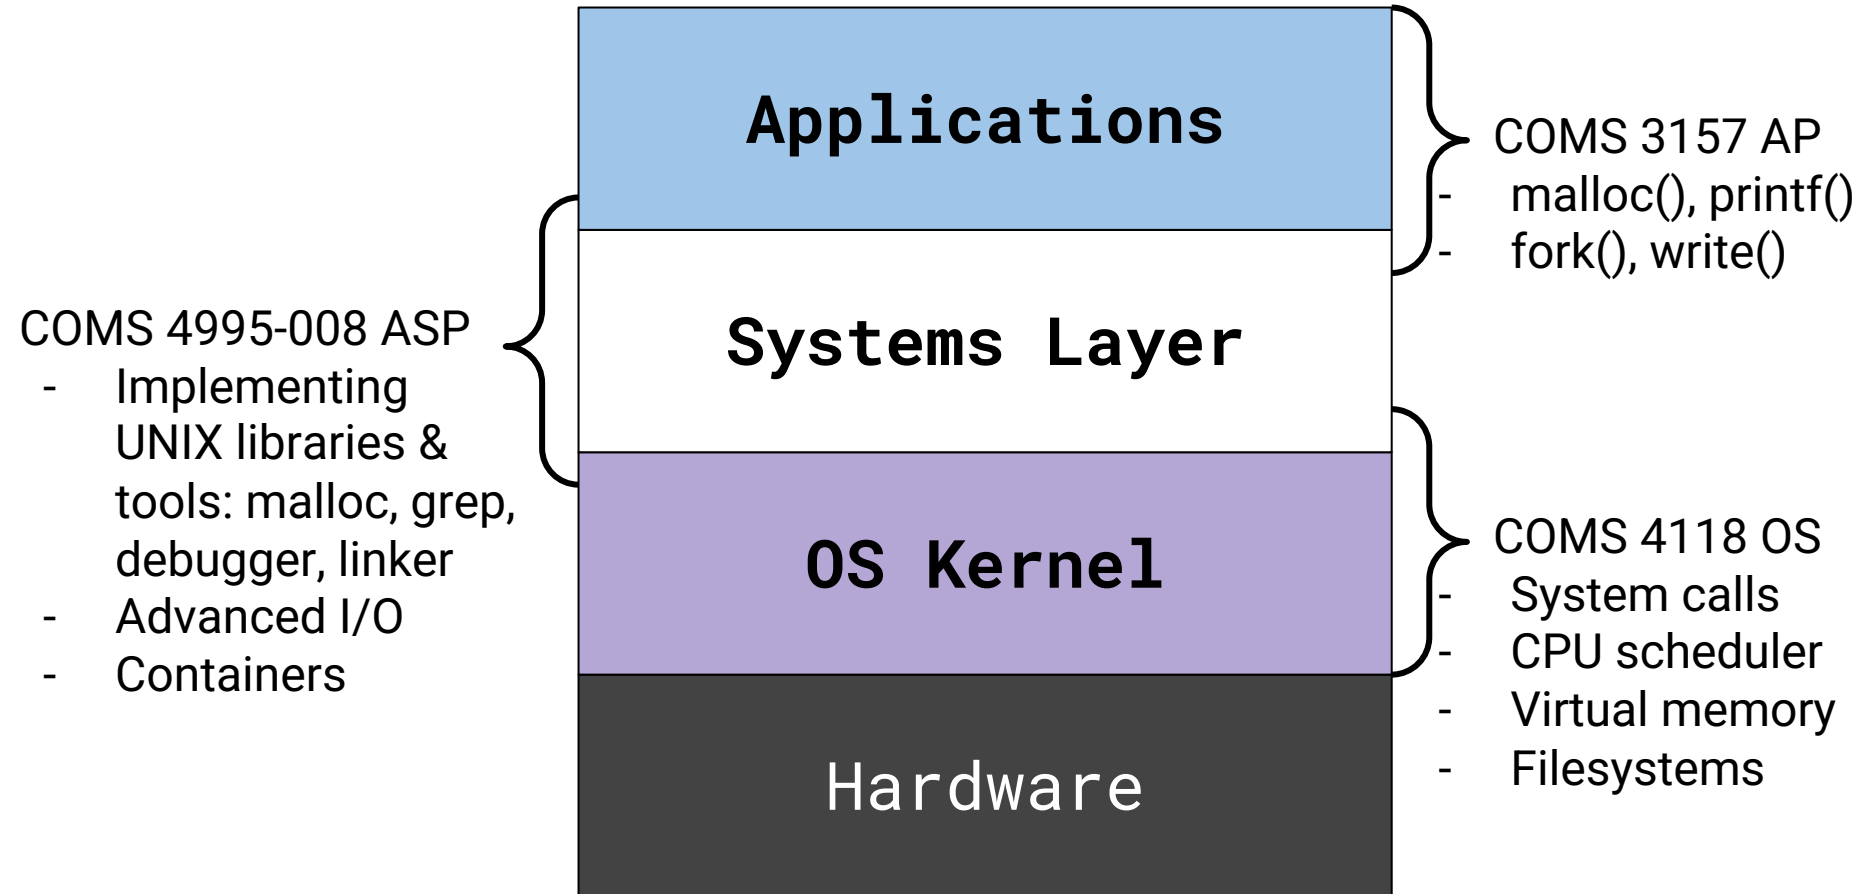 Applications
Systems Layer
OS Kernel
Hardware
COMS 3157 AP
- malloc(), printf()
- fork(), write()
COMS 4995-008 ASP
- Implementing
UNIX libraries &
tools: malloc, grep,
debugger, linker
- Advanced I/O
- Containers
COMS 4118 OS
- System calls
- CPU scheduler
- Virtual memory
- Filesystems